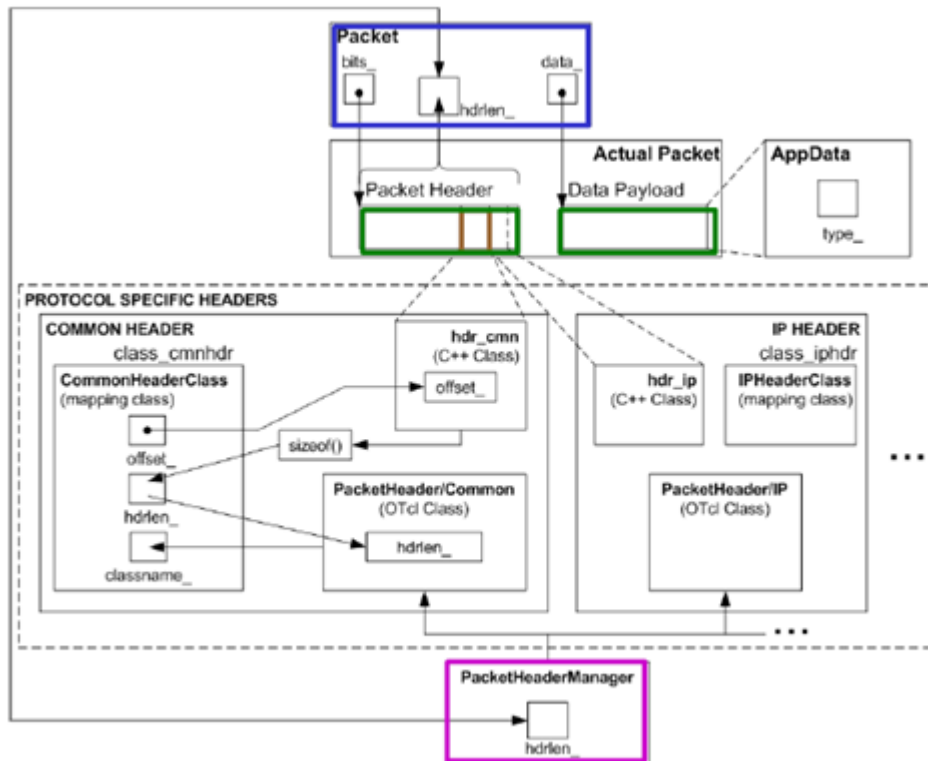 Packet
bits_
data_
hdrlen_
Actual Packet
AppData
Packet Header
Data Payload
type_
PROTOCOL SPECIFIC HEADERS
COMMON HEADER
class_cmnhdr
CommonHeaderClass
(mapping class)
offset_
hdrlen_
classname_
hdr_cmn
(C++ Class)
offset_
sizeof()
PacketHeader/Common
(OTcl Class)
hdrlen_
IP HEADER
class_iphdr
hdr_ip
(C++ Class)
IPHeaderClass
(mapping class)
PacketHeader/IP
(OTcl Class)
...
...
PacketHeaderManager
hdrlen_